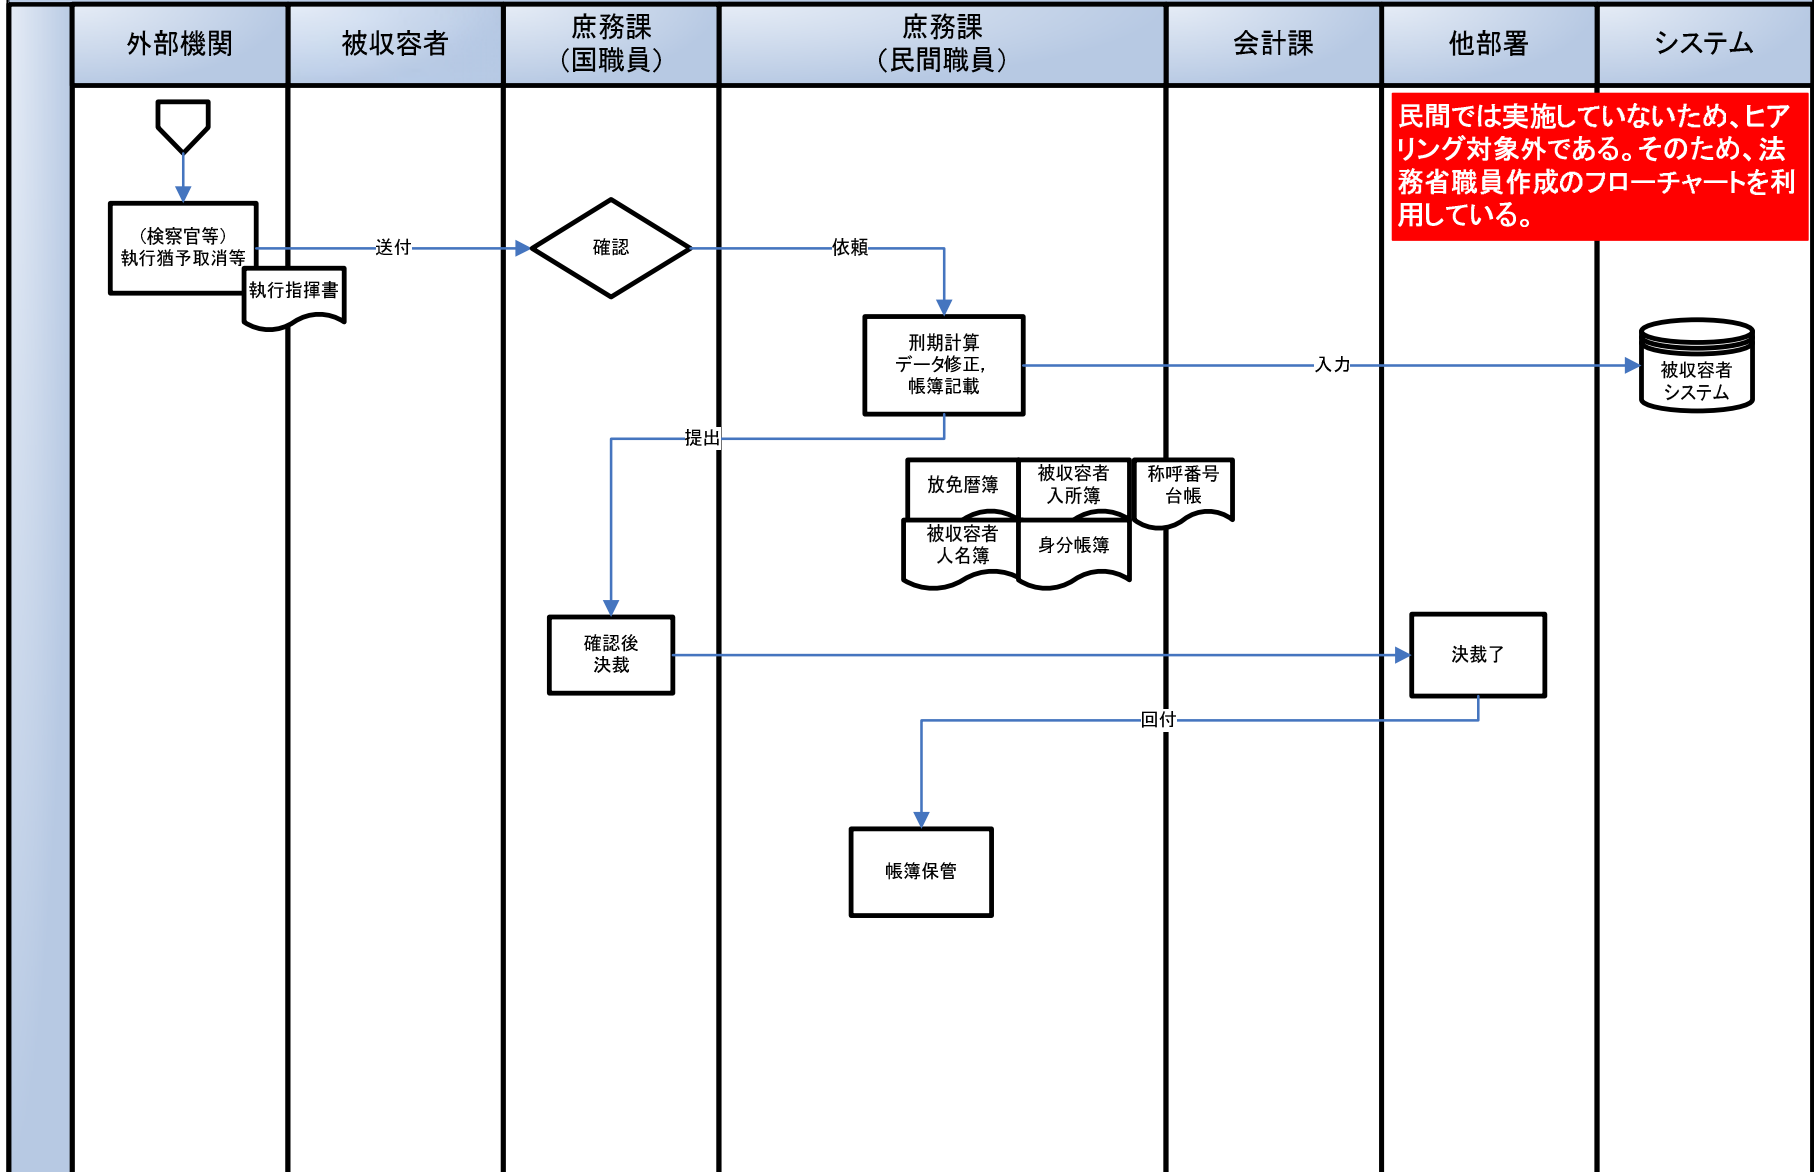 外部機関
被収容者
庶務課
（国職員）
庶務課
（民間職員）
会計課
他部署
システム
民間では実施していないため、ヒア
リング対象外である。そのため、法
務省職員作成のフローチャートを利
用している。
（検察官等）
執行猶予取消等
執行指揮書
送付
確認
依頼
刑期計算
データ修正，
帳簿記載
入力
被収容者
システム
提出
放免暦簿
被収容者
入所簿
称呼番号
台帳
被収容者
人名簿
身分帳簿
確認後
決裁
決裁了
回付
帳簿保管